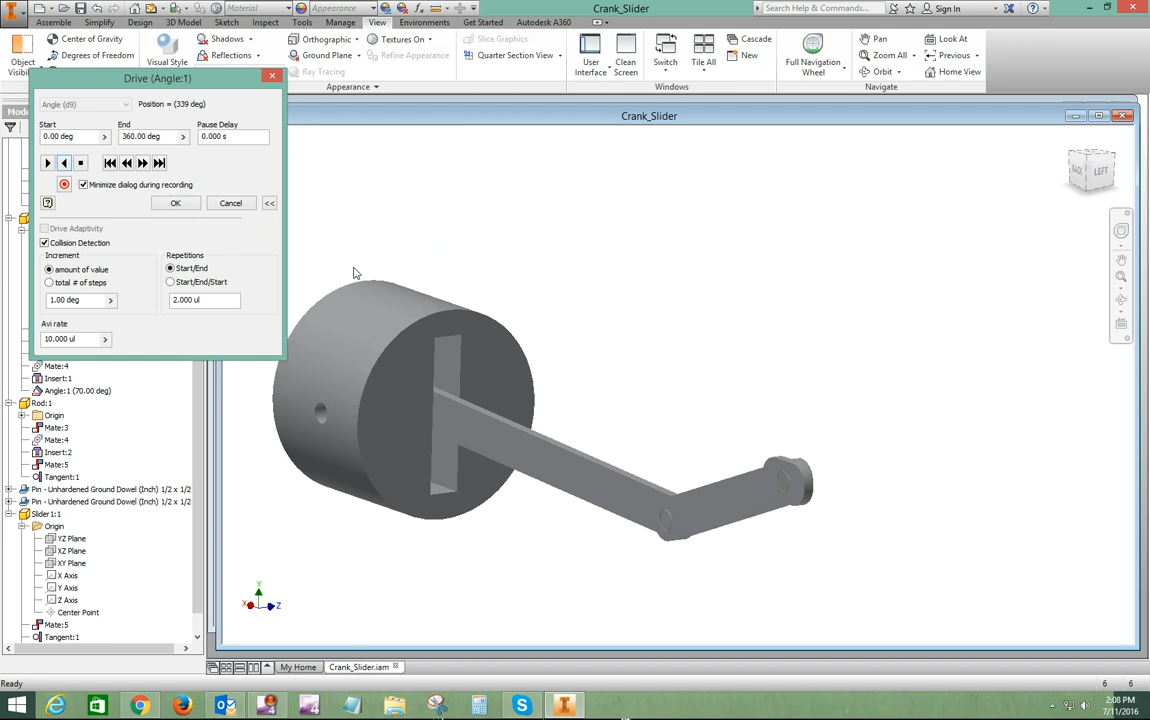 Material
Appearance
Crank_Slider
Search Help & Commands...
Sign In
Assemble
Simplify
Design
3D Model
Sketch
Inspect
Tools
Manage
View
Environments
Get Started
Autodesk A360
Object
Visibi
Center of Gravity
Degrees of Freedom
Visual Style
Shadows
Reflections
Orthographic
Ground Plane
Ray Tracing
Textures On
Refine Appearance
Appearance
Slice Graphics
Quarter Section View
User
Interface
Clean
Screen
Switch
Tile All
Cascade
New
Windows
Full Navigation
Wheel
Pan
Zoom All
Orbit
Look At
Previous
Home View
Navigate
Drive (Angle:1)
Mode
Angle (d9)
Position = (339 deg)
Start
End
Pause Delay
0.00 deg
360.00 deg
0.000 s
Minimize dialog during recording
OK
Cancel
<<
Drive Adaptivity
Collision Detection
Increment
Repetitions
amount of value
total # of steps
Start/End
Start/End/Start
1.00 deg
2.000 ul
Avi rate
10.000 ul
Crank_Slider
BACK
LEFT
Mate:4
Insert:1
Angle:1 (70.00 deg)
Rod:1
Origin
Mate:3
Mate:4
Insert:2
Mate:5
Tangent:1
Pin - Unhardened Ground Dowel (Inch) 1/2 x 1/2
Pin - Unhardened Ground Dowel (Inch) 1/2 x 1/2
Slider1:1
Origin
YZ Plane
XZ Plane
XY Plane
X Axis
Y Axis
Z Axis
Center Point
Mate:5
Tangent:1
Y
X
Z
My Home
Crank_Slider.iam
Ready
6
6
2:08 PM
7/11/2016